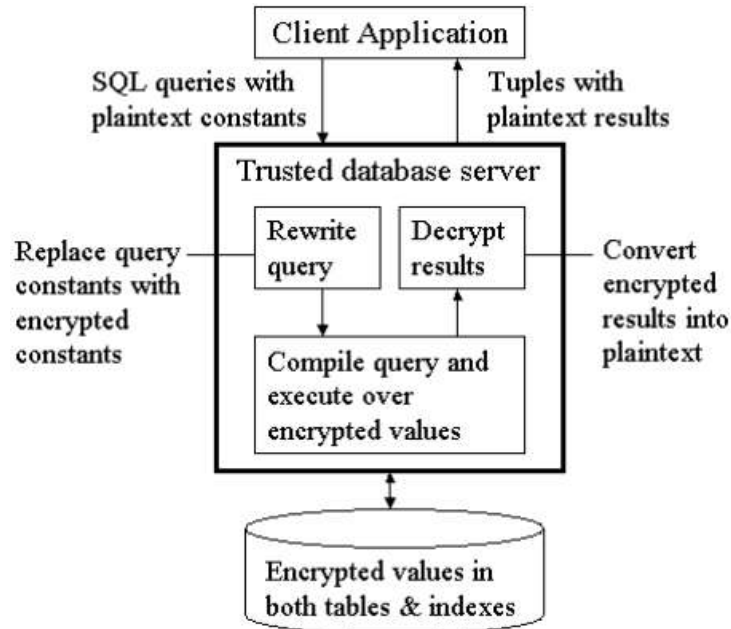 Client Application
SQL queries with
plaintext constants
Tuples with
plaintext results
Trusted database server
Rewrite
query
Decrypt
results
Replace query
constants with
encrypted
constants
Convert
encrypted
results into
plaintext
Compile query and
execute over
encrypted values
Encrypted values in
both tables & indexes